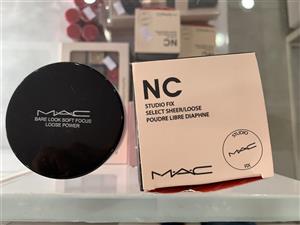 MAC
BARE LOOK SOFT FOCUS
LOOSE POWER
NC
STUDIO FIX
SELECT SHEER/LOOSE
POUDRE LIBRE DIAPHNE
MAC
STUDIO
MAC
FIX
NC